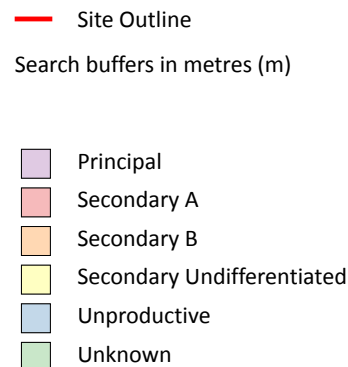 Site Outline
Search buffers in metres (m)
Principal
Secondary A
Secondary B
Secondary Undifferentiated
Unproductive
Unknown